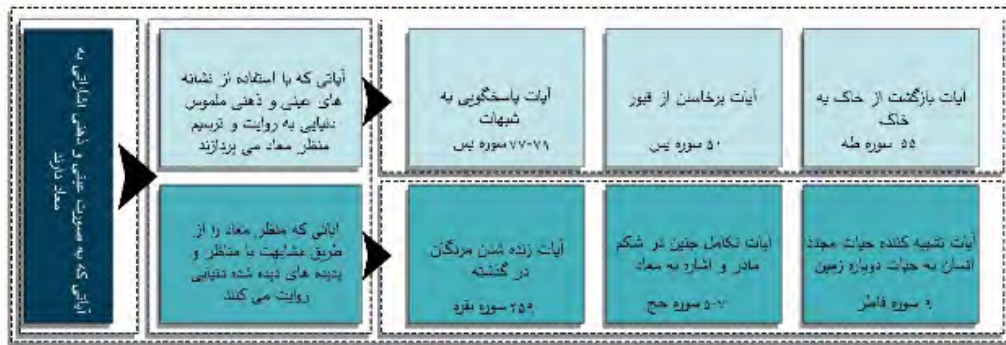 آیاتی که به صورت عینی و ذهنی اشاراتی به
معاد دارند
آیاتی که با استفاده از نشانه
های عینی و ذهنی ملموس
دنیایی به روایت و ترسیم
منظر معاد می پردازند
آیات پاسخگویی به
شبهات
۷۷-۷۹ سوره یس
آیات برخاستن از قبور
۵۰ سوره یس
آیات بازگشت از خاک به
خاک
۵۵ سوره طه
آیاتی که منظر معاد را از
طریق مشابهت با مناظر و
پدیده های دیده شده دنیایی
روایت می کنند
آیات زنده شدن مردگان
در گذشته
۲۵۹ سوره بقره
آیات تکامل جنین در شکم
مادر و اشاره به معاد
۵-۷ سوره حج
آیات تشبیه کننده حیات مجدد
انسان به حیات دوباره زمین
۹ سوره فاطر